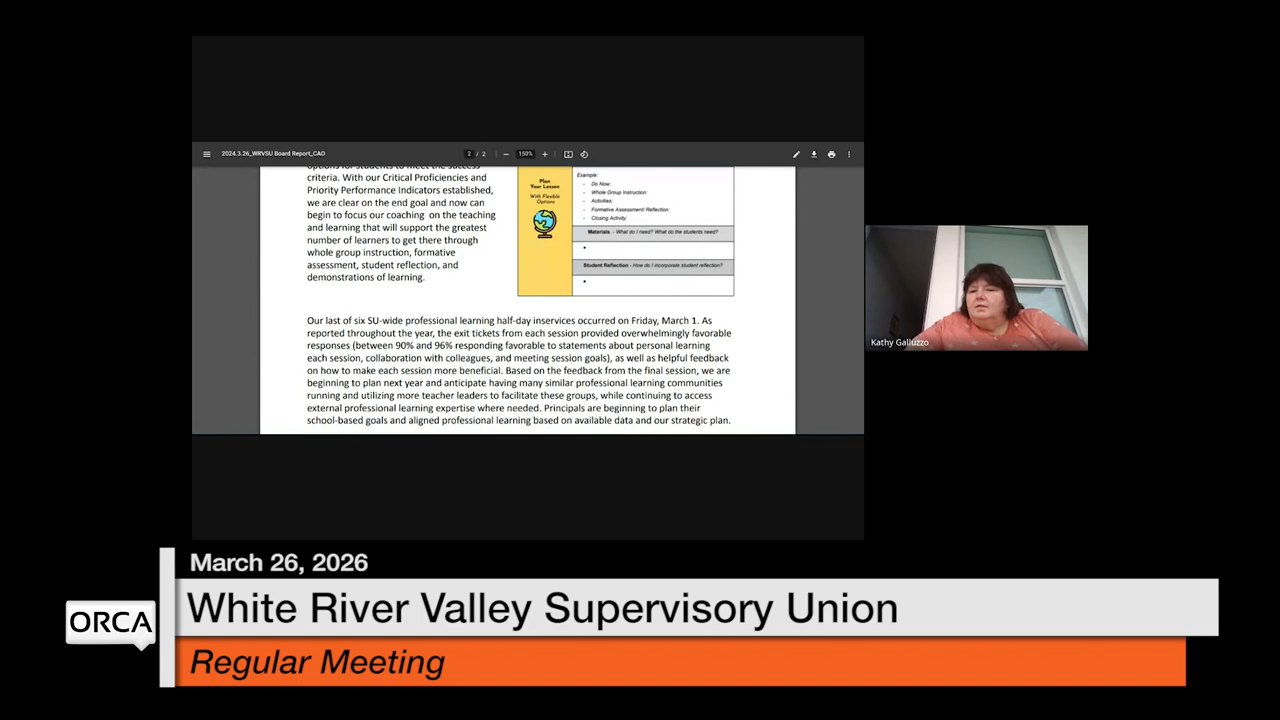 2024.3.26_WRVSU Board Report_CAO
2 / 2
150%
criteria. With our Critical Proficiencies and
Priority Performance Indicators established,
we are clear on the end goal and now can
begin to focus our coaching on the teaching
and learning that will support the greatest
number of learners to get there through
whole group instruction, formative
assessment, student reflection, and
demonstrations of learning.
Plan
Your Lesson
With Flexible
Options
Example:
- Do Now:
- Whole Group Instruction:
- Activities:
- Formative Assessment/ Reflection:
- Closing Activity:
Materials - What do I need? What do the students need?
Student Reflection - How do I incorporate student reflection?
Our last of six SU-wide professional learning half-day inservices occurred on Friday, March 1. As
reported throughout the year, the exit tickets from each session provided overwhelmingly favorable
responses (between 90% and 96% responding favorable to statements about personal learning
each session, collaboration with colleagues, and meeting session goals), as well as helpful feedback
on how to make each session more beneficial. Based on the feedback from the final session, we are
beginning to plan next year and anticipate having many similar professional learning communities
running and utilizing more teacher leaders to facilitate these groups, while continuing to access
external professional learning expertise where needed. Principals are beginning to plan their
school-based goals and aligned professional learning based on available data and our strategic plan.
Kathy Galluzzo
March 26, 2026
ORCA
White River Valley Supervisory Union
Regular Meeting